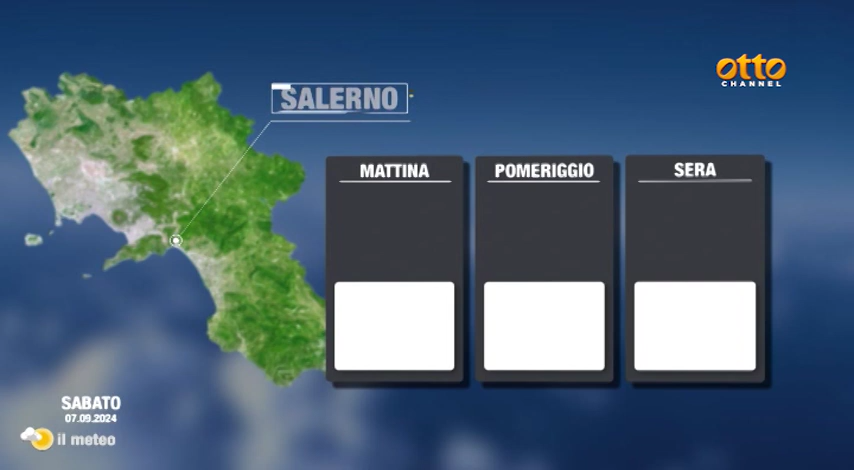 otto
CHANNEL
SALERNO
MATTINA
POMERIGGIO
SERA
SABATO
07.09.2024
il meteo